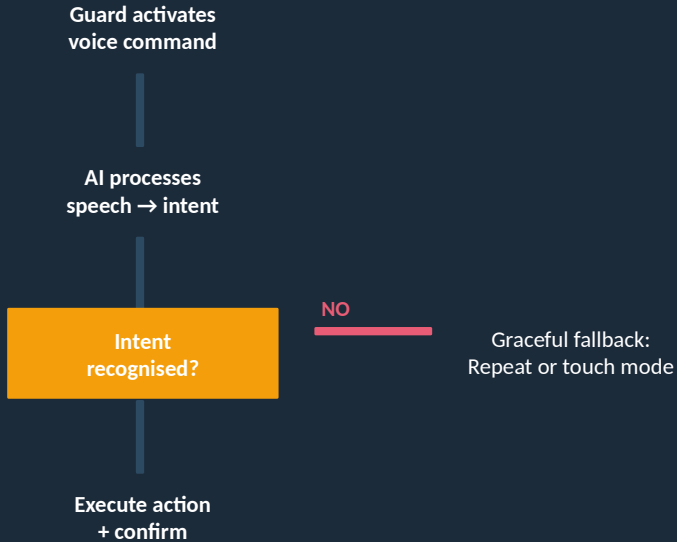 Guard activates
voice command
AI processes
speech → intent
Intent
recognised?
NO
Graceful fallback:
Repeat or touch mode
Execute action
+ confirm